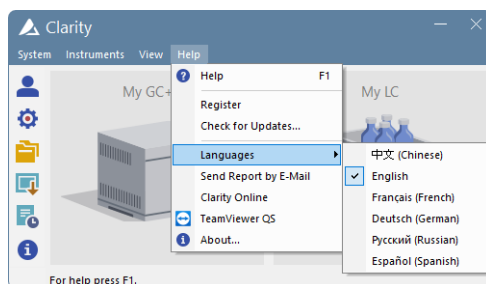 Clarity
System Instruments View Help
My GC+
My LC
Help F1
Register
Check for Updates...
Languages
Send Report by E-Mail
Clarity Online
TeamViewer QS
About...
中文 (Chinese)
English
Français (French)
Deutsch (German)
Русский (Russian)
Español (Spanish)
For help press F1.